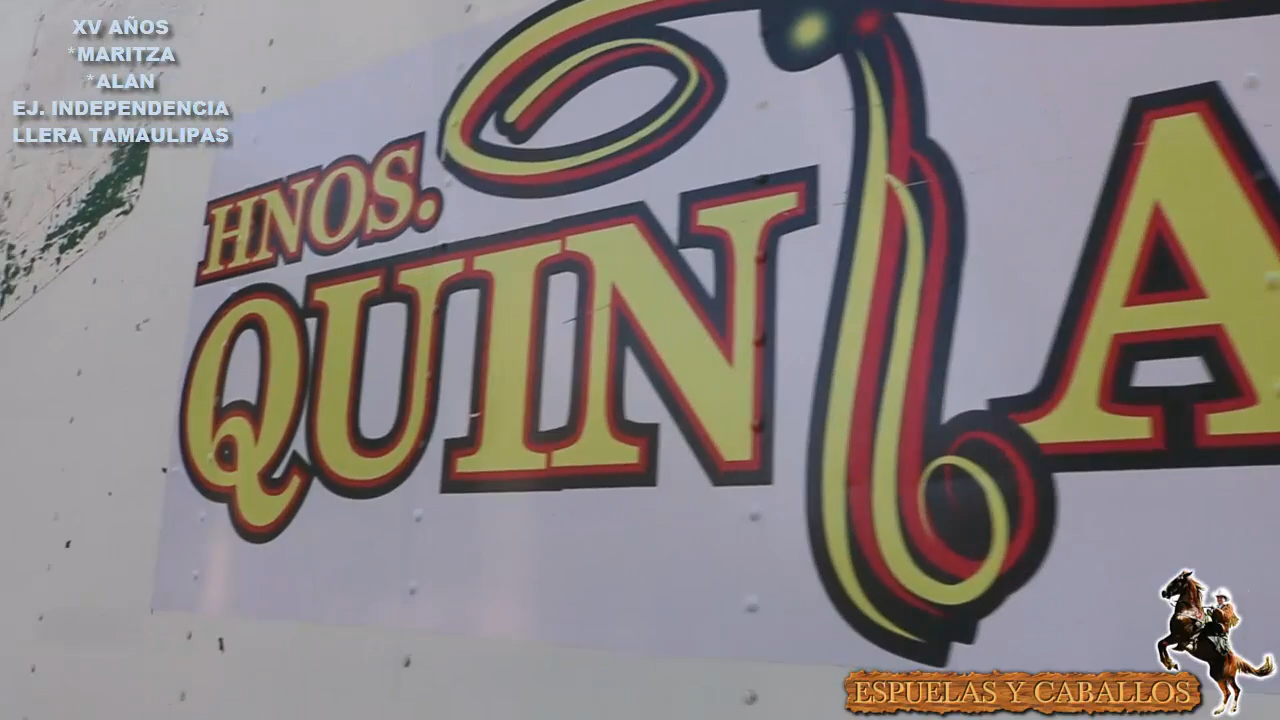 XV AÑOS
*MARITZA
*ALAN
EJ. INDEPENDENCIA
LLERA TAMAULIPAS
HNOS.
QUINTA
ESPUELAS Y CABALLOS